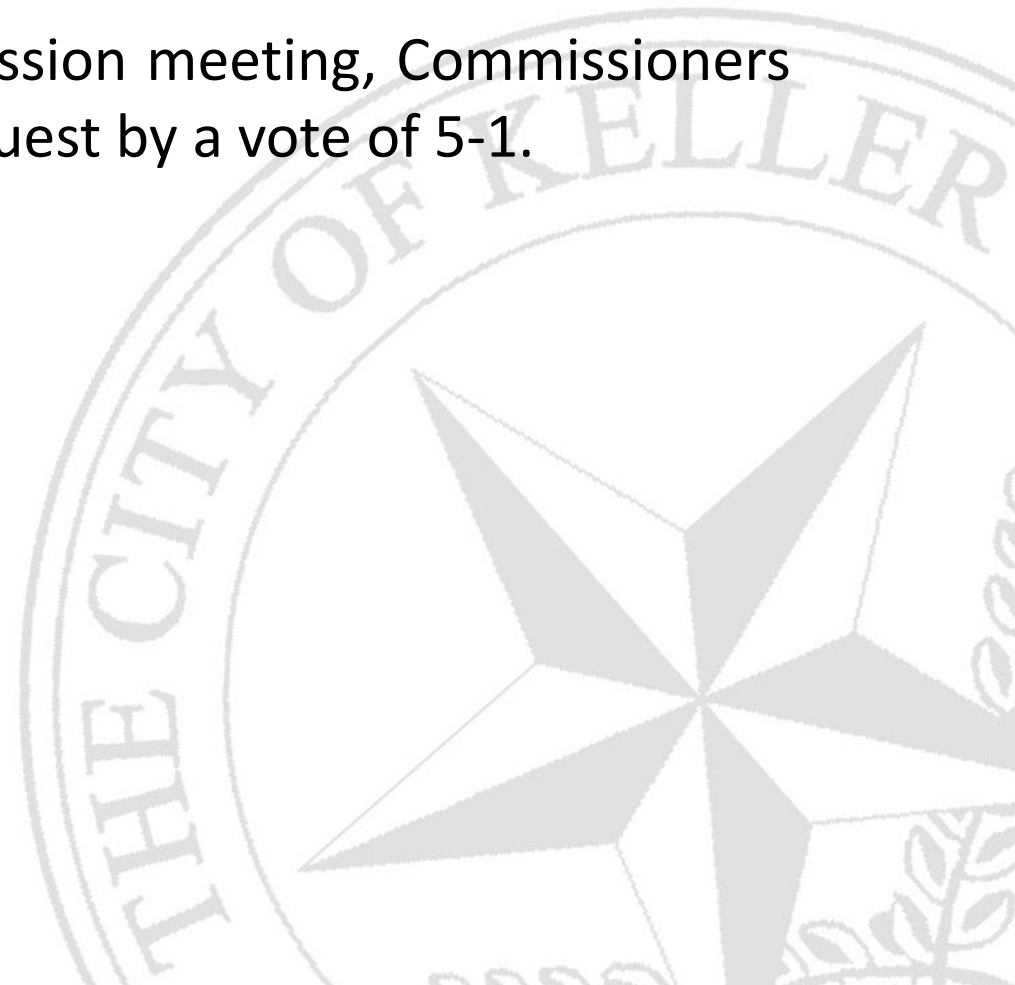 ssion meeting, Commissioners
uest by a vote of 5-1.
THE CITY OF KELLER